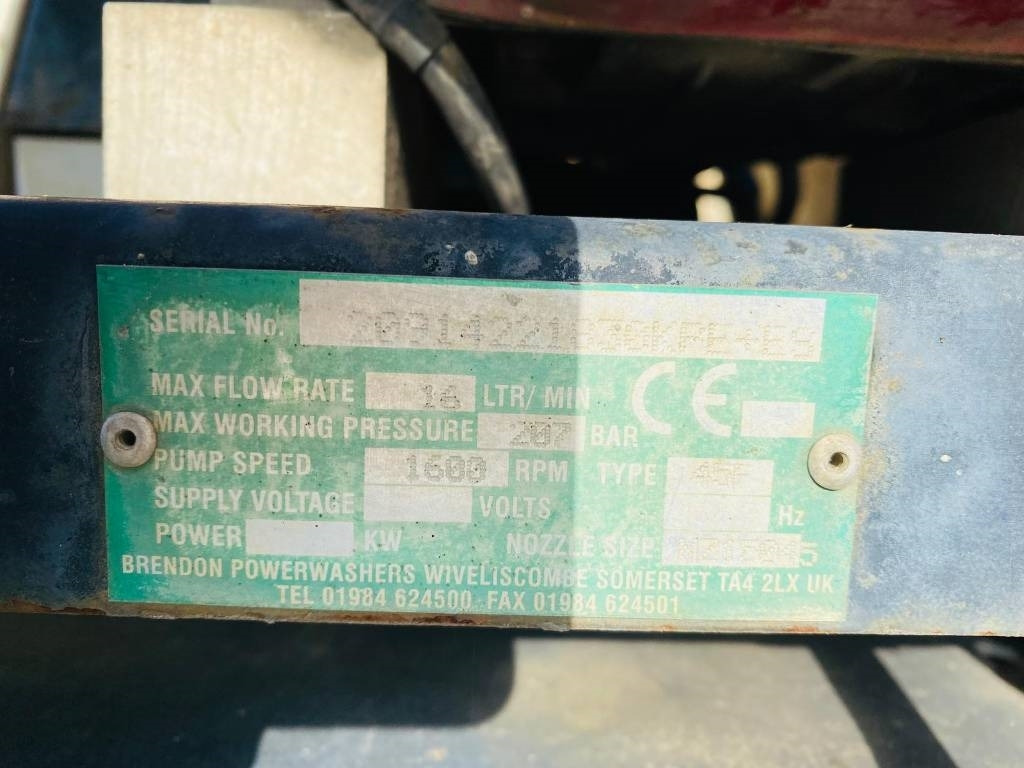 SERIAL No.
MAX FLOW RATE 16 LTR/ MIN CE
MAX WORKING PRESSURE 207 BAR
PUMP SPEED 1600 RPM TYPE
SUPPLY VOLTAGE VOLTS Hz
POWER KW NOZZLE SIZE
BRENDON POWERWASHERS WIVELISCOMBE SOMERSET TA4 2LX UK
TEL 01984 624500 FAX 01984 624501